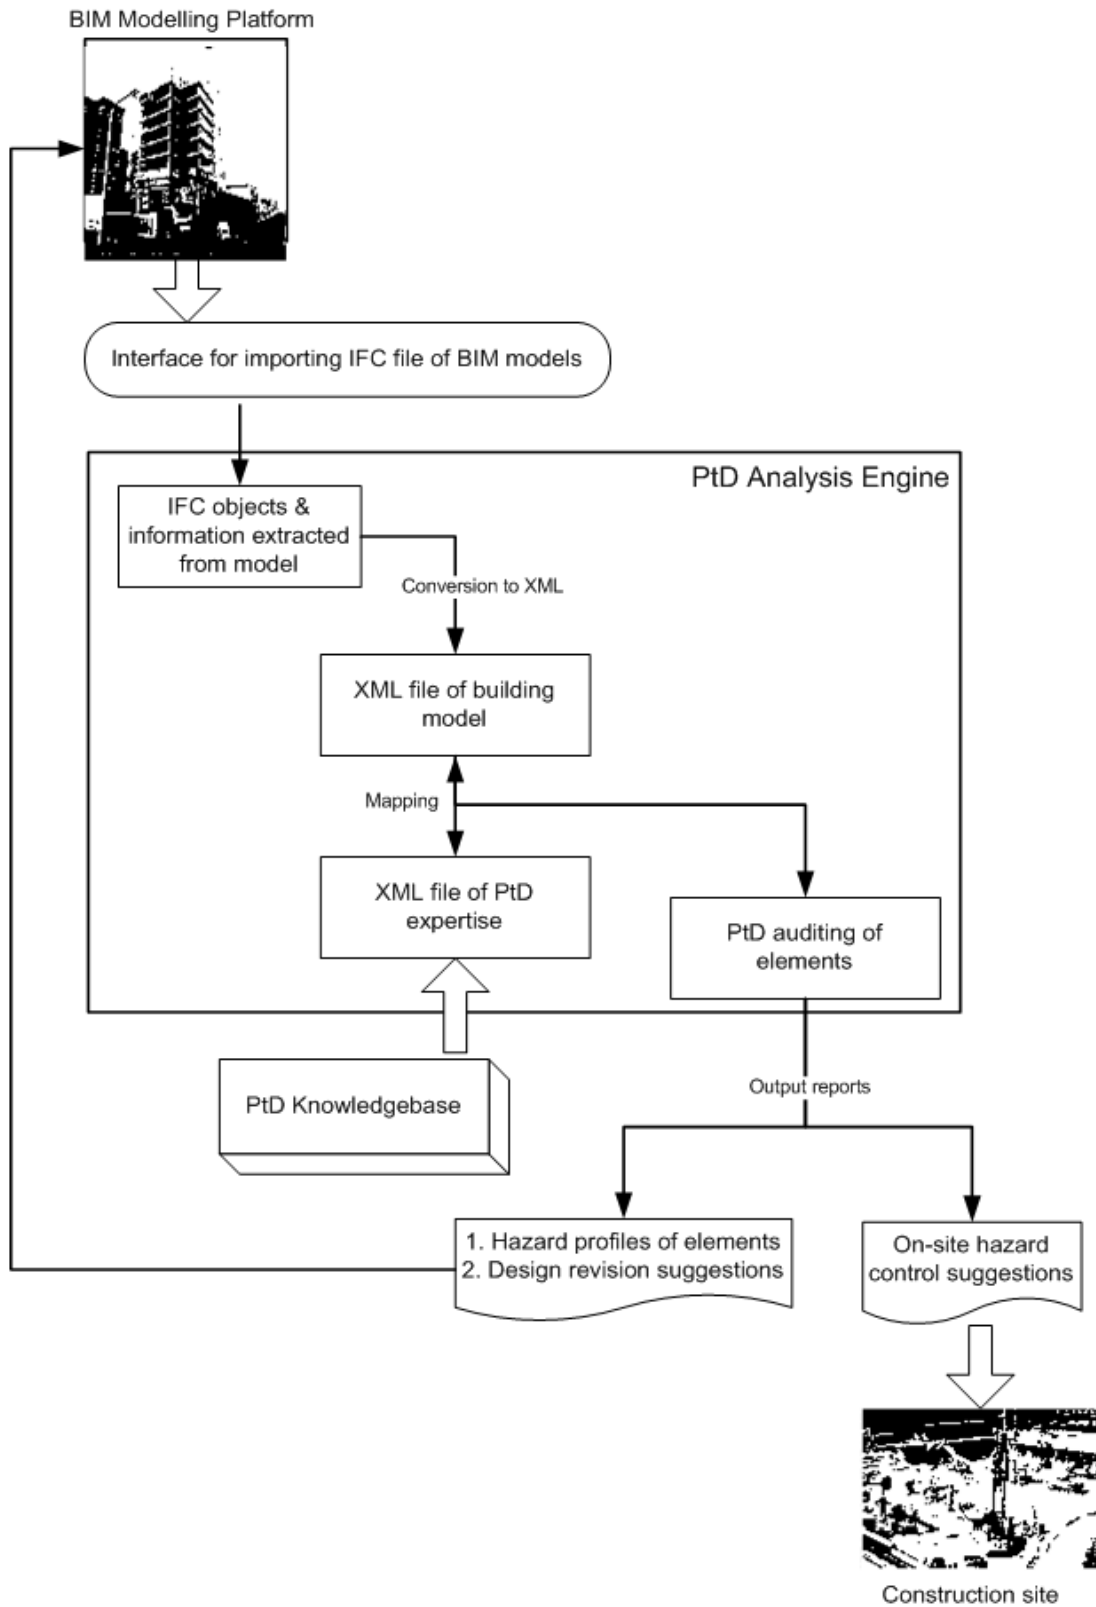 BIM Modelling Platform
Interface for importing IFC file of BIM models
PtD Analysis Engine
IFC objects &
information extracted
from model
Conversion to XML
XML file of building
model
Mapping
XML file of PtD
expertise
PtD auditing of
elements
PtD Knowledgebase
Output reports
1. Hazard profiles of elements
2. Design revision suggestions
On-site hazard
control suggestions
Construction site